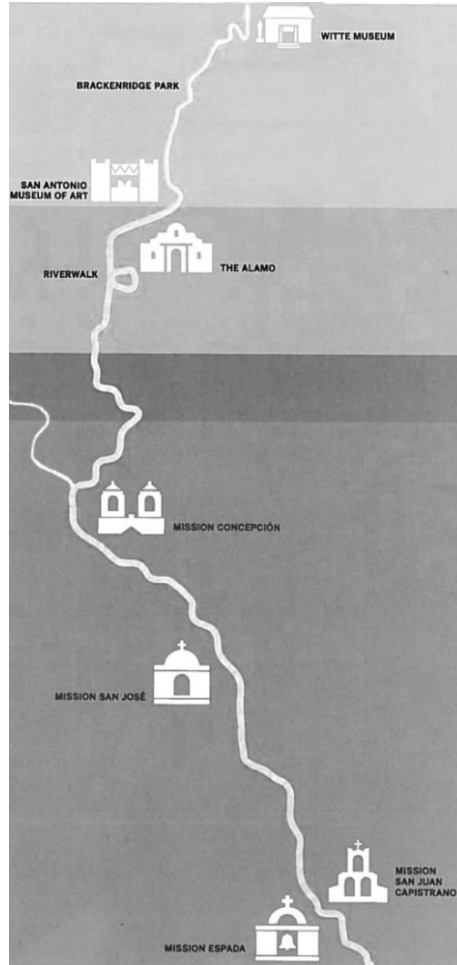 WITTE MUSEUM
BRACKENRIDGE PARK
SAN ANTONIO
MUSEUM OF ART
RIVERWALK
THE ALAMO
MISSION CONCEPCIÓN
MISSION SAN JOSÉ
MISSION
SAN JUAN
CAPISTRANO
MISSION ESPADA